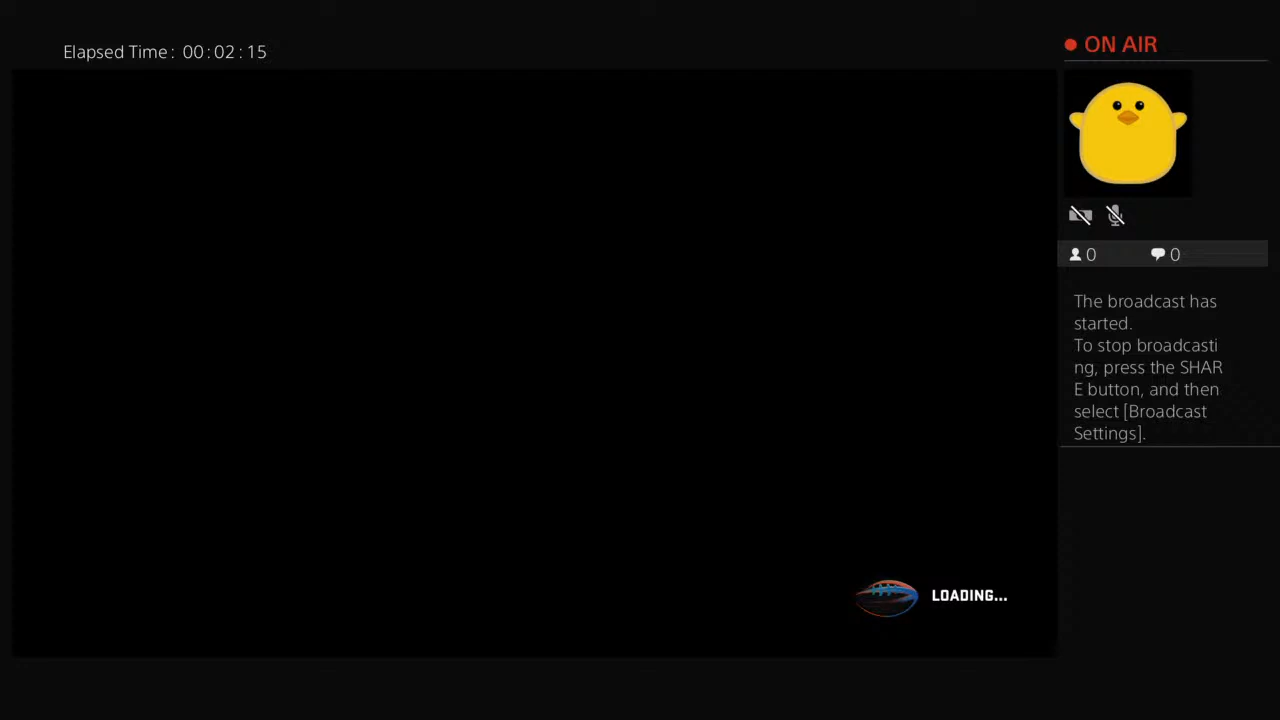 Elapsed Time: 00:02:15
ON AIR
0 0
The broadcast has
started.
To stop broadcasti
ng, press the SHAR
E button, and then
select [Broadcast
Settings].
LOADING...